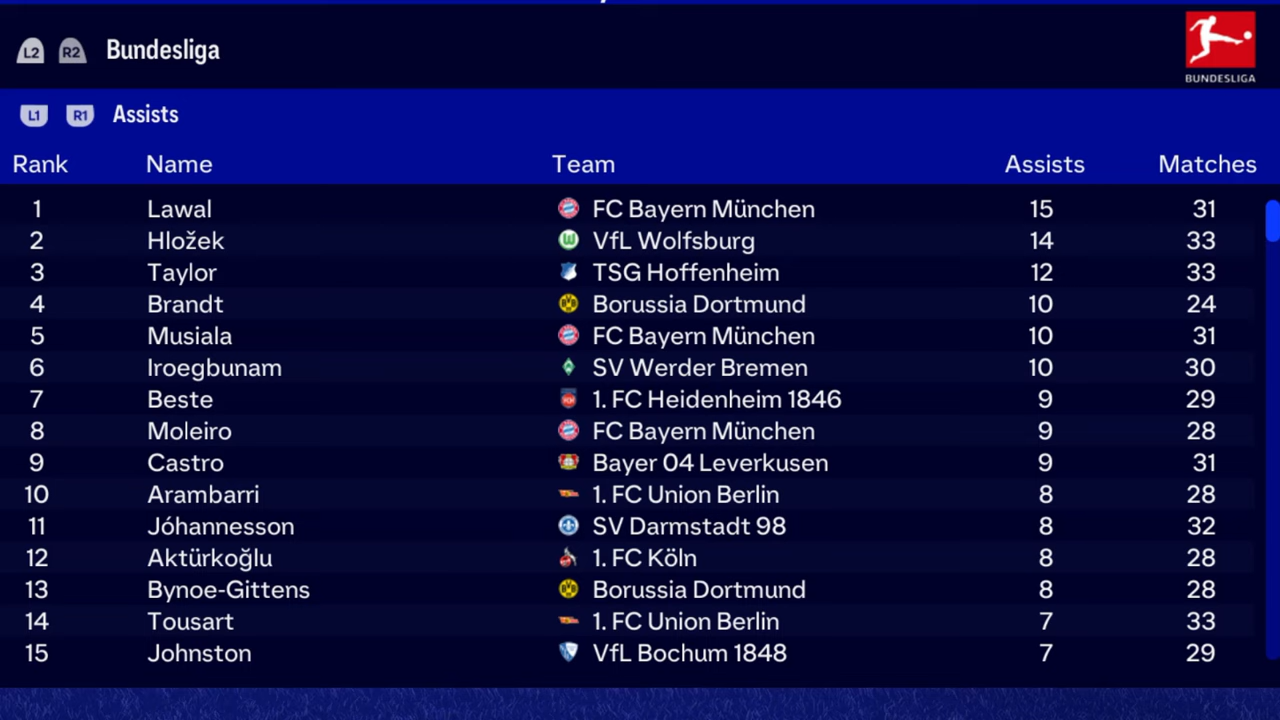 L2 R2 Bundesliga
BUNDESLIGA
L1 R1 Assists
Rank Name Team Assists Matches
1 Lawal FC Bayern München 15 31
2 Hložek VfL Wolfsburg 14 33
3 Taylor TSG Hoffenheim 12 33
4 Brandt Borussia Dortmund 10 24
5 Musiala FC Bayern München 10 31
6 Iroegbunam SV Werder Bremen 10 30
7 Beste 1. FC Heidenheim 1846 9 29
8 Moleiro FC Bayern München 9 28
9 Castro Bayer 04 Leverkusen 9 31
10 Arambarri 1. FC Union Berlin 8 28
11 Jóhannesson SV Darmstadt 98 8 32
12 Aktürkoğlu 1. FC Köln 8 28
13 Bynoe-Gittens Borussia Dortmund 8 28
14 Tousart 1. FC Union Berlin 7 33
15 Johnston VfL Bochum 1848 7 29